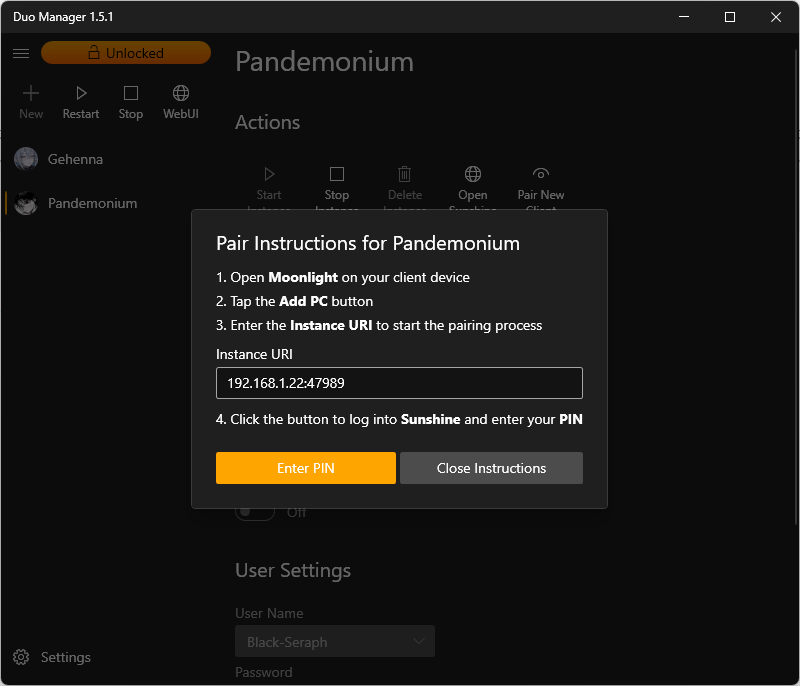 Duo Manager 1.5.1
Unlocked
New
Restart
Stop
WebUI
Gehenna
Pandemonium
Settings
Pandemonium
Actions
Start
Instance
Stop
Instance
Delete
Instance
Open
Sunshine
Pair New
Client
Pair Instructions for Pandemonium
1. Open Moonlight on your client device
2. Tap the Add PC button
3. Enter the Instance URI to start the pairing process
Instance URI
192.168.1.22:47989
4. Click the button to log into Sunshine and enter your PIN
Enter PIN
Close Instructions
Off
User Settings
User Name
Black-Seraph
Password